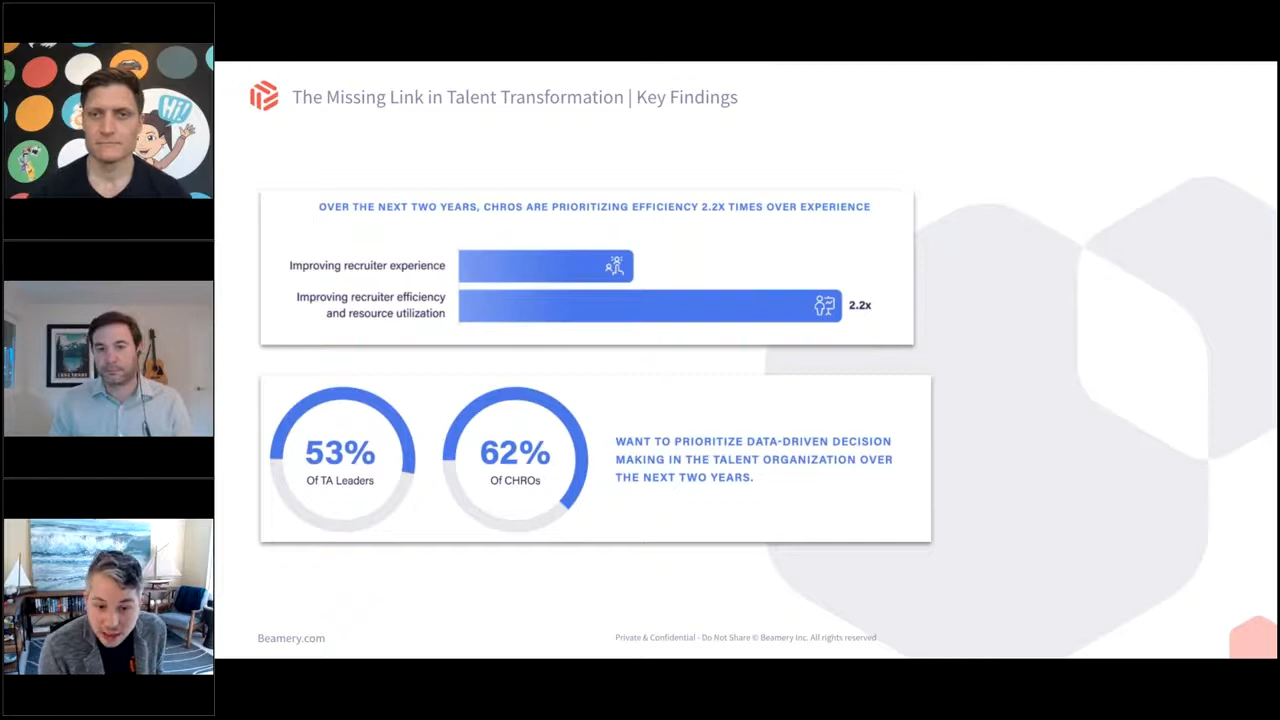 Hi!
The Missing Link in Talent Transformation | Key Findings
OVER THE NEXT TWO YEARS, CHROS ARE PRIORITIZING EFFICIENCY 2.2X TIMES OVER EXPERIENCE
Improving recruiter experience
Improving recruiter efficiency
and resource utilization
2.2x
53%
Of TA Leaders
62%
Of CHROs
WANT TO PRIORITIZE DATA-DRIVEN DECISION
MAKING IN THE TALENT ORGANIZATION OVER
THE NEXT TWO YEARS.
Beamery.com
Private & Confidential - Do Not Share © Beamery Inc. All rights reserved